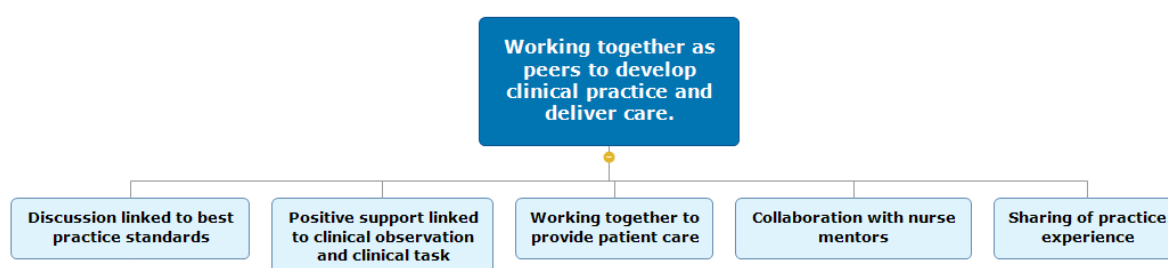 Working together as
peers to develop
clinical practice and
deliver care.
Discussion linked to best
practice standards
Positive support linked
to clinical observation
and clinical task
Working together to
provide patient care
Collaboration with nurse
mentors
Sharing of practice
experience